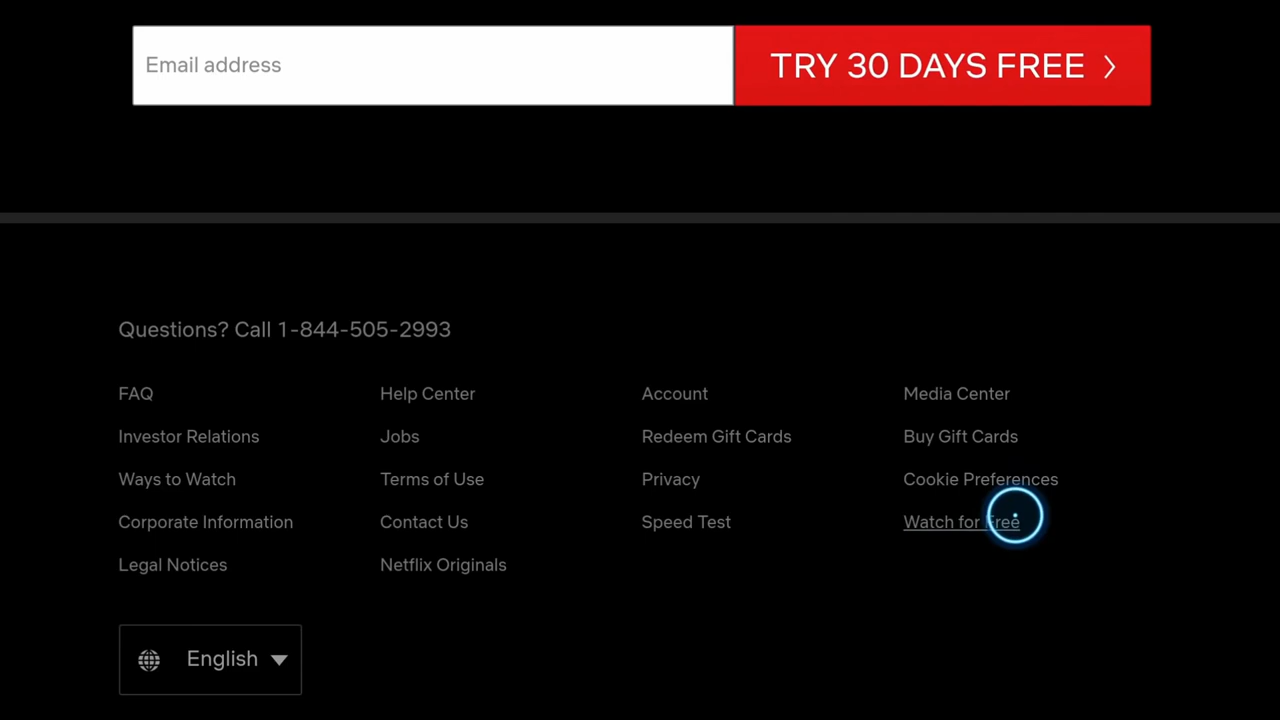 Email address
TRY 30 DAYS FREE
Questions? Call 1-844-505-2993
FAQ
Help Center
Account
Media Center
Investor Relations
Jobs
Redeem Gift Cards
Buy Gift Cards
Ways to Watch
Terms of Use
Privacy
Cookie Preferences
Corporate Information
Contact Us
Speed Test
Watch for Free
Legal Notices
Netflix Originals
English